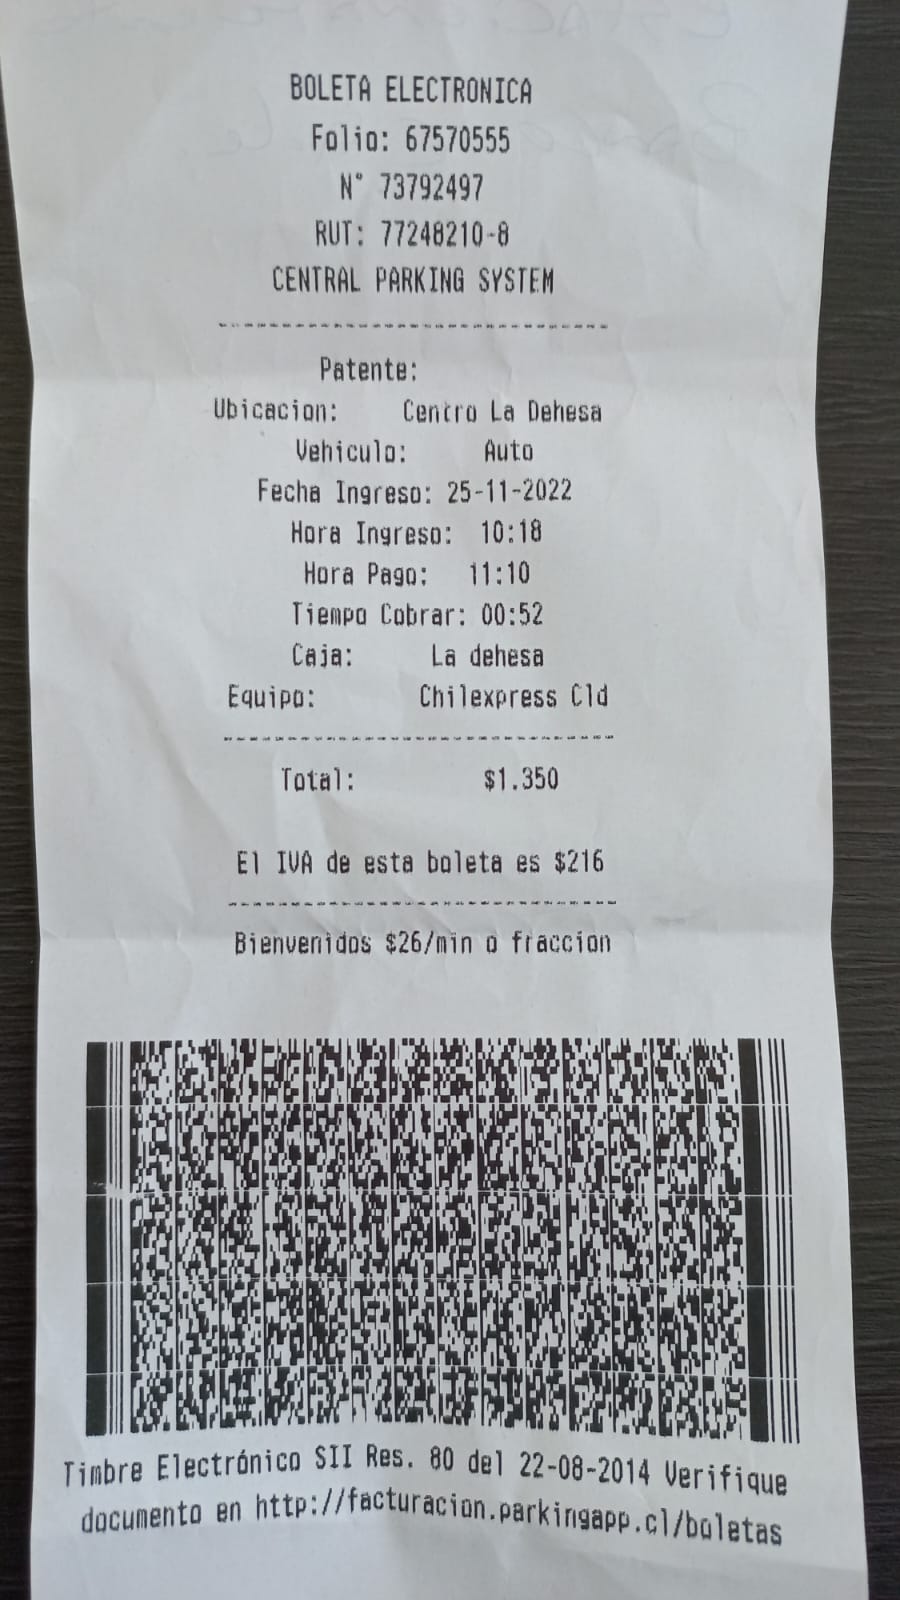 BOLETA ELECTRONICA
Folio: 67570555
N° 73792497
RUT: 77248210-8
CENTRAL PARKING SYSTEM
Patente:
Ubicacion: Centro La Dehesa
Vehiculo: Auto
Fecha Ingreso: 25-11-2022
Hora Ingreso: 10:18
Hora Pago: 11:10
Tiempo Cobrar: 00:52
Caja: La dehesa
Equipo: Chilexpress Cld
Total: $1.350
El IVA de esta boleta es $216
Bienvenidos $26/min o fraccion
Timbre Electrónico SII Res. 80 del 22-08-2014 Verifique
documento en http://facturacion.parkingapp.cl/boletas